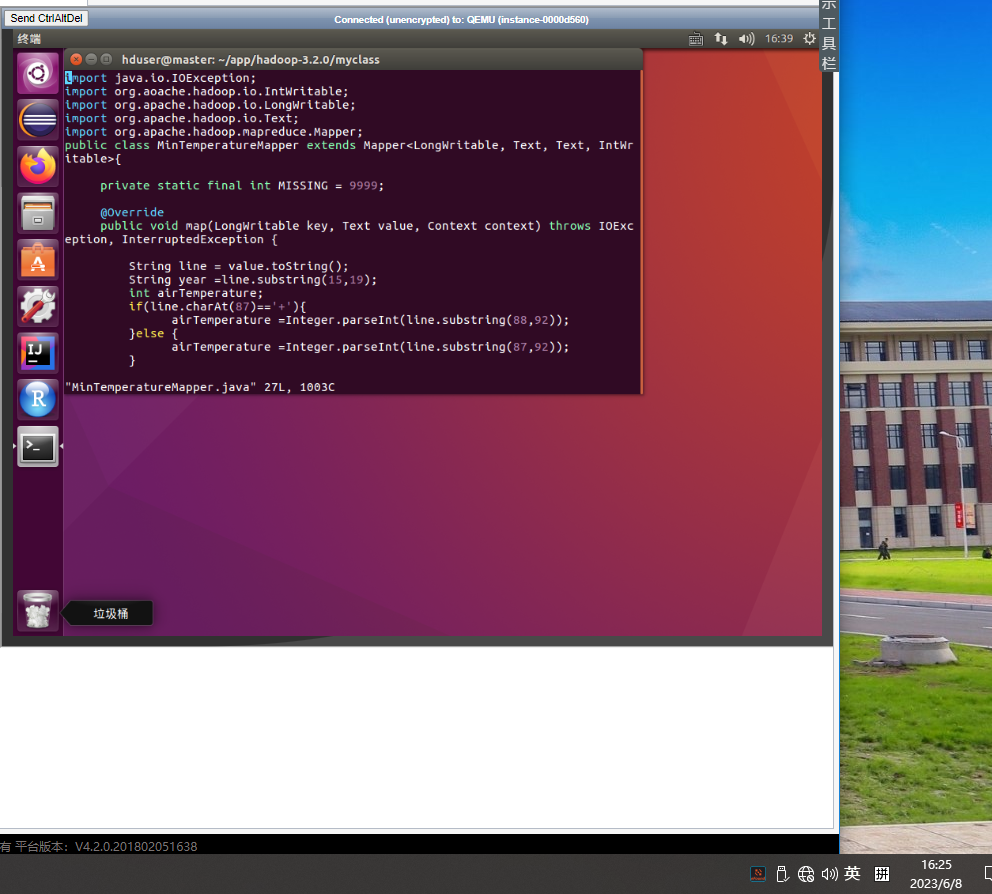 Send CtrlAltDel
Connected (unencrypted) to: QEMU (instance-0000d560)
示
工
具
栏
终端
16:39
hduser@master: ~/app/hadoop-3.2.0/myclass
import java.io.IOException;
import org.aoache.hadoop.io.IntWritable;
import org.apache.hadoop.io.LongWritable;
import org.apache.hadoop.io.Text;
import org.apache.hadoop.mapreduce.Mapper;
public class MinTemperatureMapper extends Mapper<LongWritable, Text, Text, IntWr
itable>{
private static final int MISSING = 9999;
@Override
public void map(LongWritable key, Text value, Context context) throws IOExc
eption, InterruptedException {
String line = value.toString();
String year =line.substring(15,19);
int airTemperature;
if(line.charAt(87)=='+'){
airTemperature =Integer.parseInt(line.substring(88,92));
}else {
airTemperature =Integer.parseInt(line.substring(87,92));
}
"MinTemperatureMapper.java" 27L, 1003C
IJ
R
>_
垃圾桶
有 平台版本: V4.2.0.201802051638
英
拼
16:25
2023/6/8